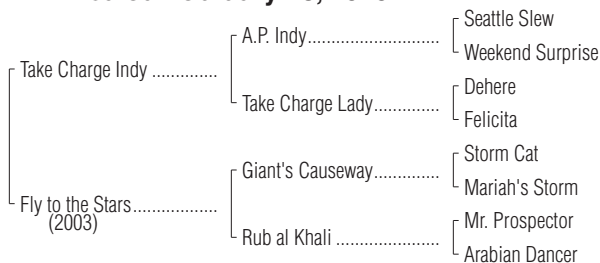 A.P. Indy
Seattle Slew
Weekend Surprise
Take Charge Indy
Take Charge Lady
Dehere
Felicita
Giant's Causeway
Storm Cat
Mariah's Storm
Fly to the Stars
(2003)
Rub al Khali
Mr. Prospector
Arabian Dancer